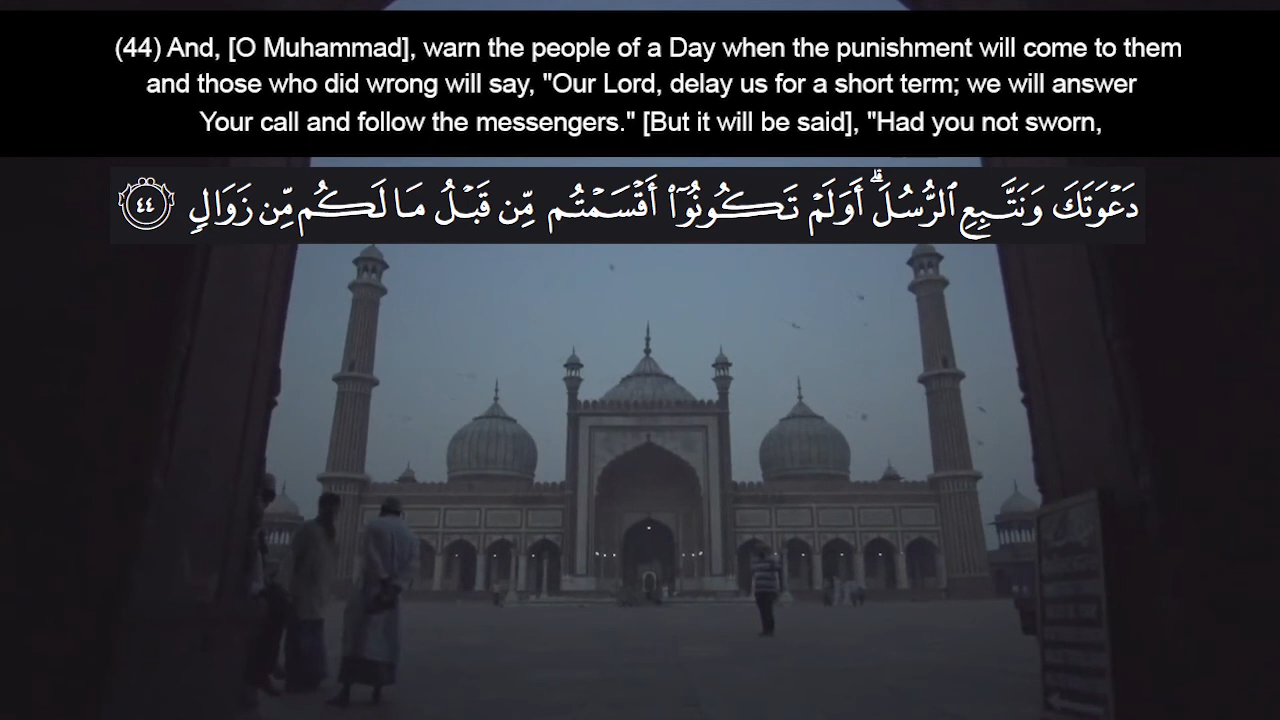 (44) And, [O Muhammad], warn the people of a Day when the punishment will come to them
and those who did wrong will say, "Our Lord, delay us for a short term; we will answer
Your call and follow the messengers." [But it will be said], "Had you not sworn,
دَعۡوَتَكَ وَنَتَّبِعِ ٱلرُّسُلَۗ أَوَلَمۡ تَكُونُوٓاْ أَقۡسَمۡتُم مِّن قَبۡلُ مَا لَكُم مِّن زَوَالٖ ٤٤